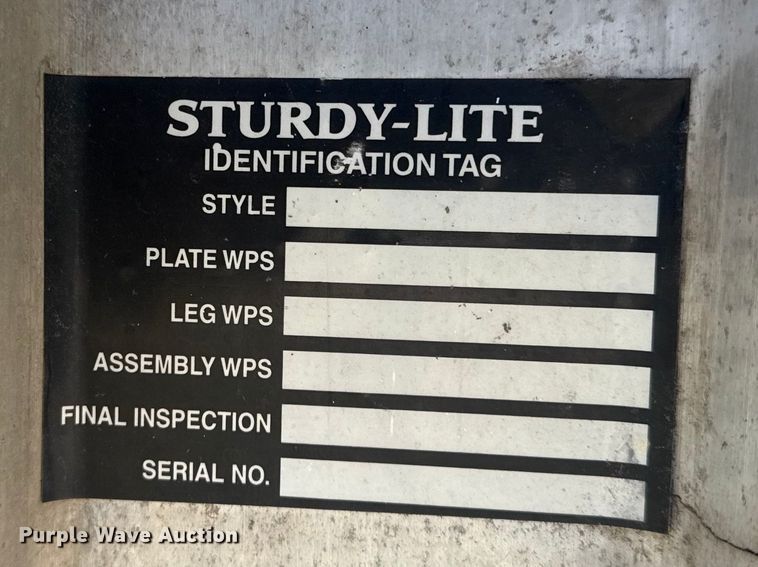 STURDY-LITE
IDENTIFICATION TAG
STYLE
PLATE WPS
LEG WPS
ASSEMBLY WPS
FINAL INSPECTION
SERIAL NO.
Purple Wave Auction